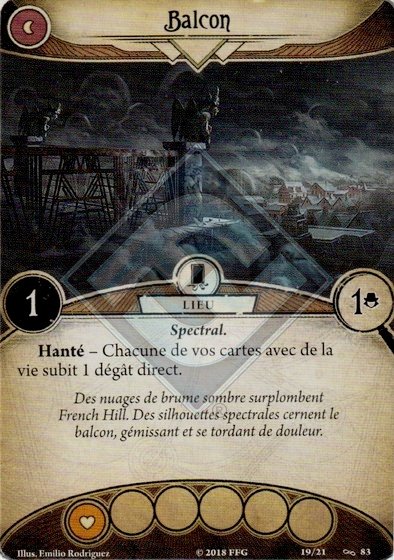 Balcon
1
LIEU
1
Spectral.
Hanté – Chacune de vos cartes avec de la
vie subit 1 dégât direct.
Des nuages de brume sombre surplombent
French Hill. Des silhouettes spectrales cernent le
balcon, gémissant et se tordant de douleur.
Illus. Emilio Rodriguez © 2018 FFG 19/21 83